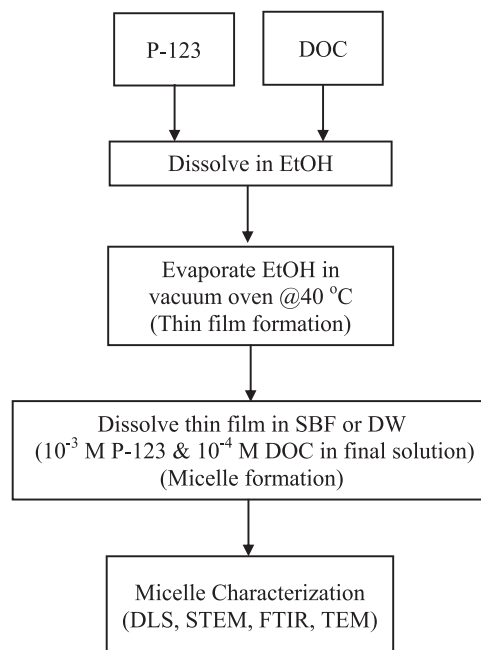 P-123
DOC
Dissolve in EtOH
Evaporate EtOH in
vacuum oven @40 °C
(Thin film formation)
Dissolve thin film in SBF or DW
(10⁻³ M P-123 & 10⁻⁴ M DOC in final solution)
(Micelle formation)
Micelle Characterization
(DLS, STEM, FTIR, TEM)